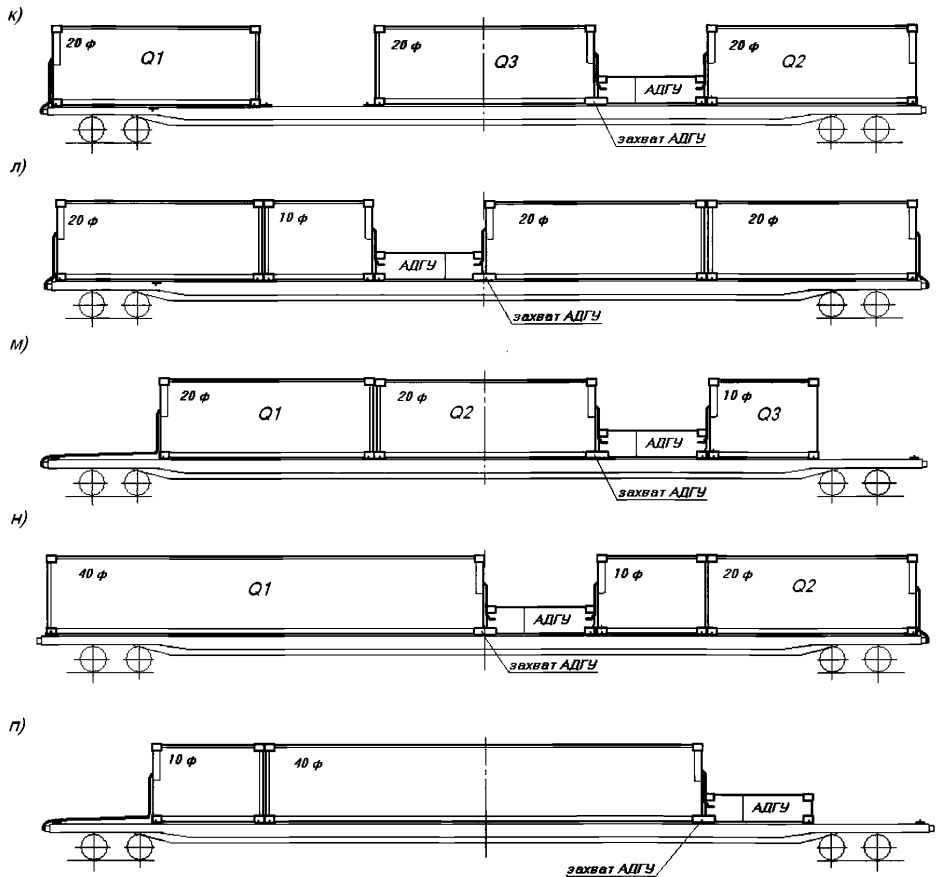 к)
20 ф 20 ф 20 ф
Q1 Q3 Q2
АДГУ
захват АДГУ
л)
20 ф 10 ф 20 ф 20 ф
АДГУ
захват АДГУ
м)
20 ф 20 ф 10 ф
Q1 Q2 Q3
АДГУ
захват АДГУ
н)
40 ф 10 ф 20 ф
Q1 Q2
АДГУ
захват АДГУ
п)
10 ф 40 ф
АДГУ
захват АДГУ